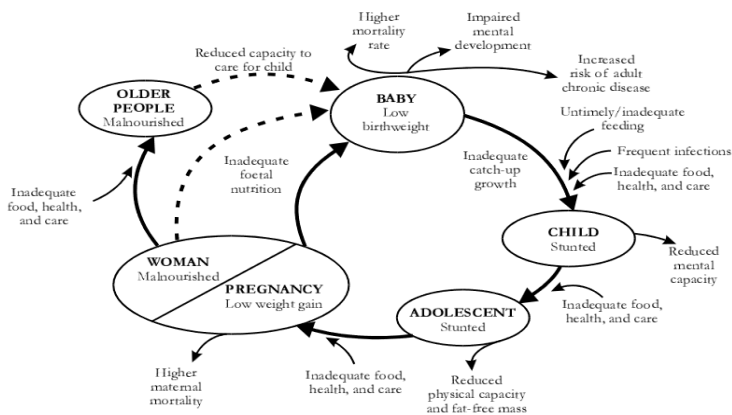 Higher
mortality
rate
Impaired
mental
development
Reduced capacity to
care for child
Increased
risk of adult
chronic disease
OLDER
PEOPLE
Malnourished
BABY
Low
birthweight
Untimely/inadequate
feeding
Frequent infections
Inadequate food,
health, and care
Inadequate
catch-up
growth
Inadequate
foetal
nutrition
Inadequate
food, health,
and care
CHILD
Stunted
Reduced
mental
capacity
WOMAN
Malnourished
PREGNANCY
Low weight gain
ADOLESCENT
Stunted
Inadequate food,
health, and care
Higher
maternal
mortality
Inadequate food,
health, and care
Reduced
physical capacity
and fat-free mass